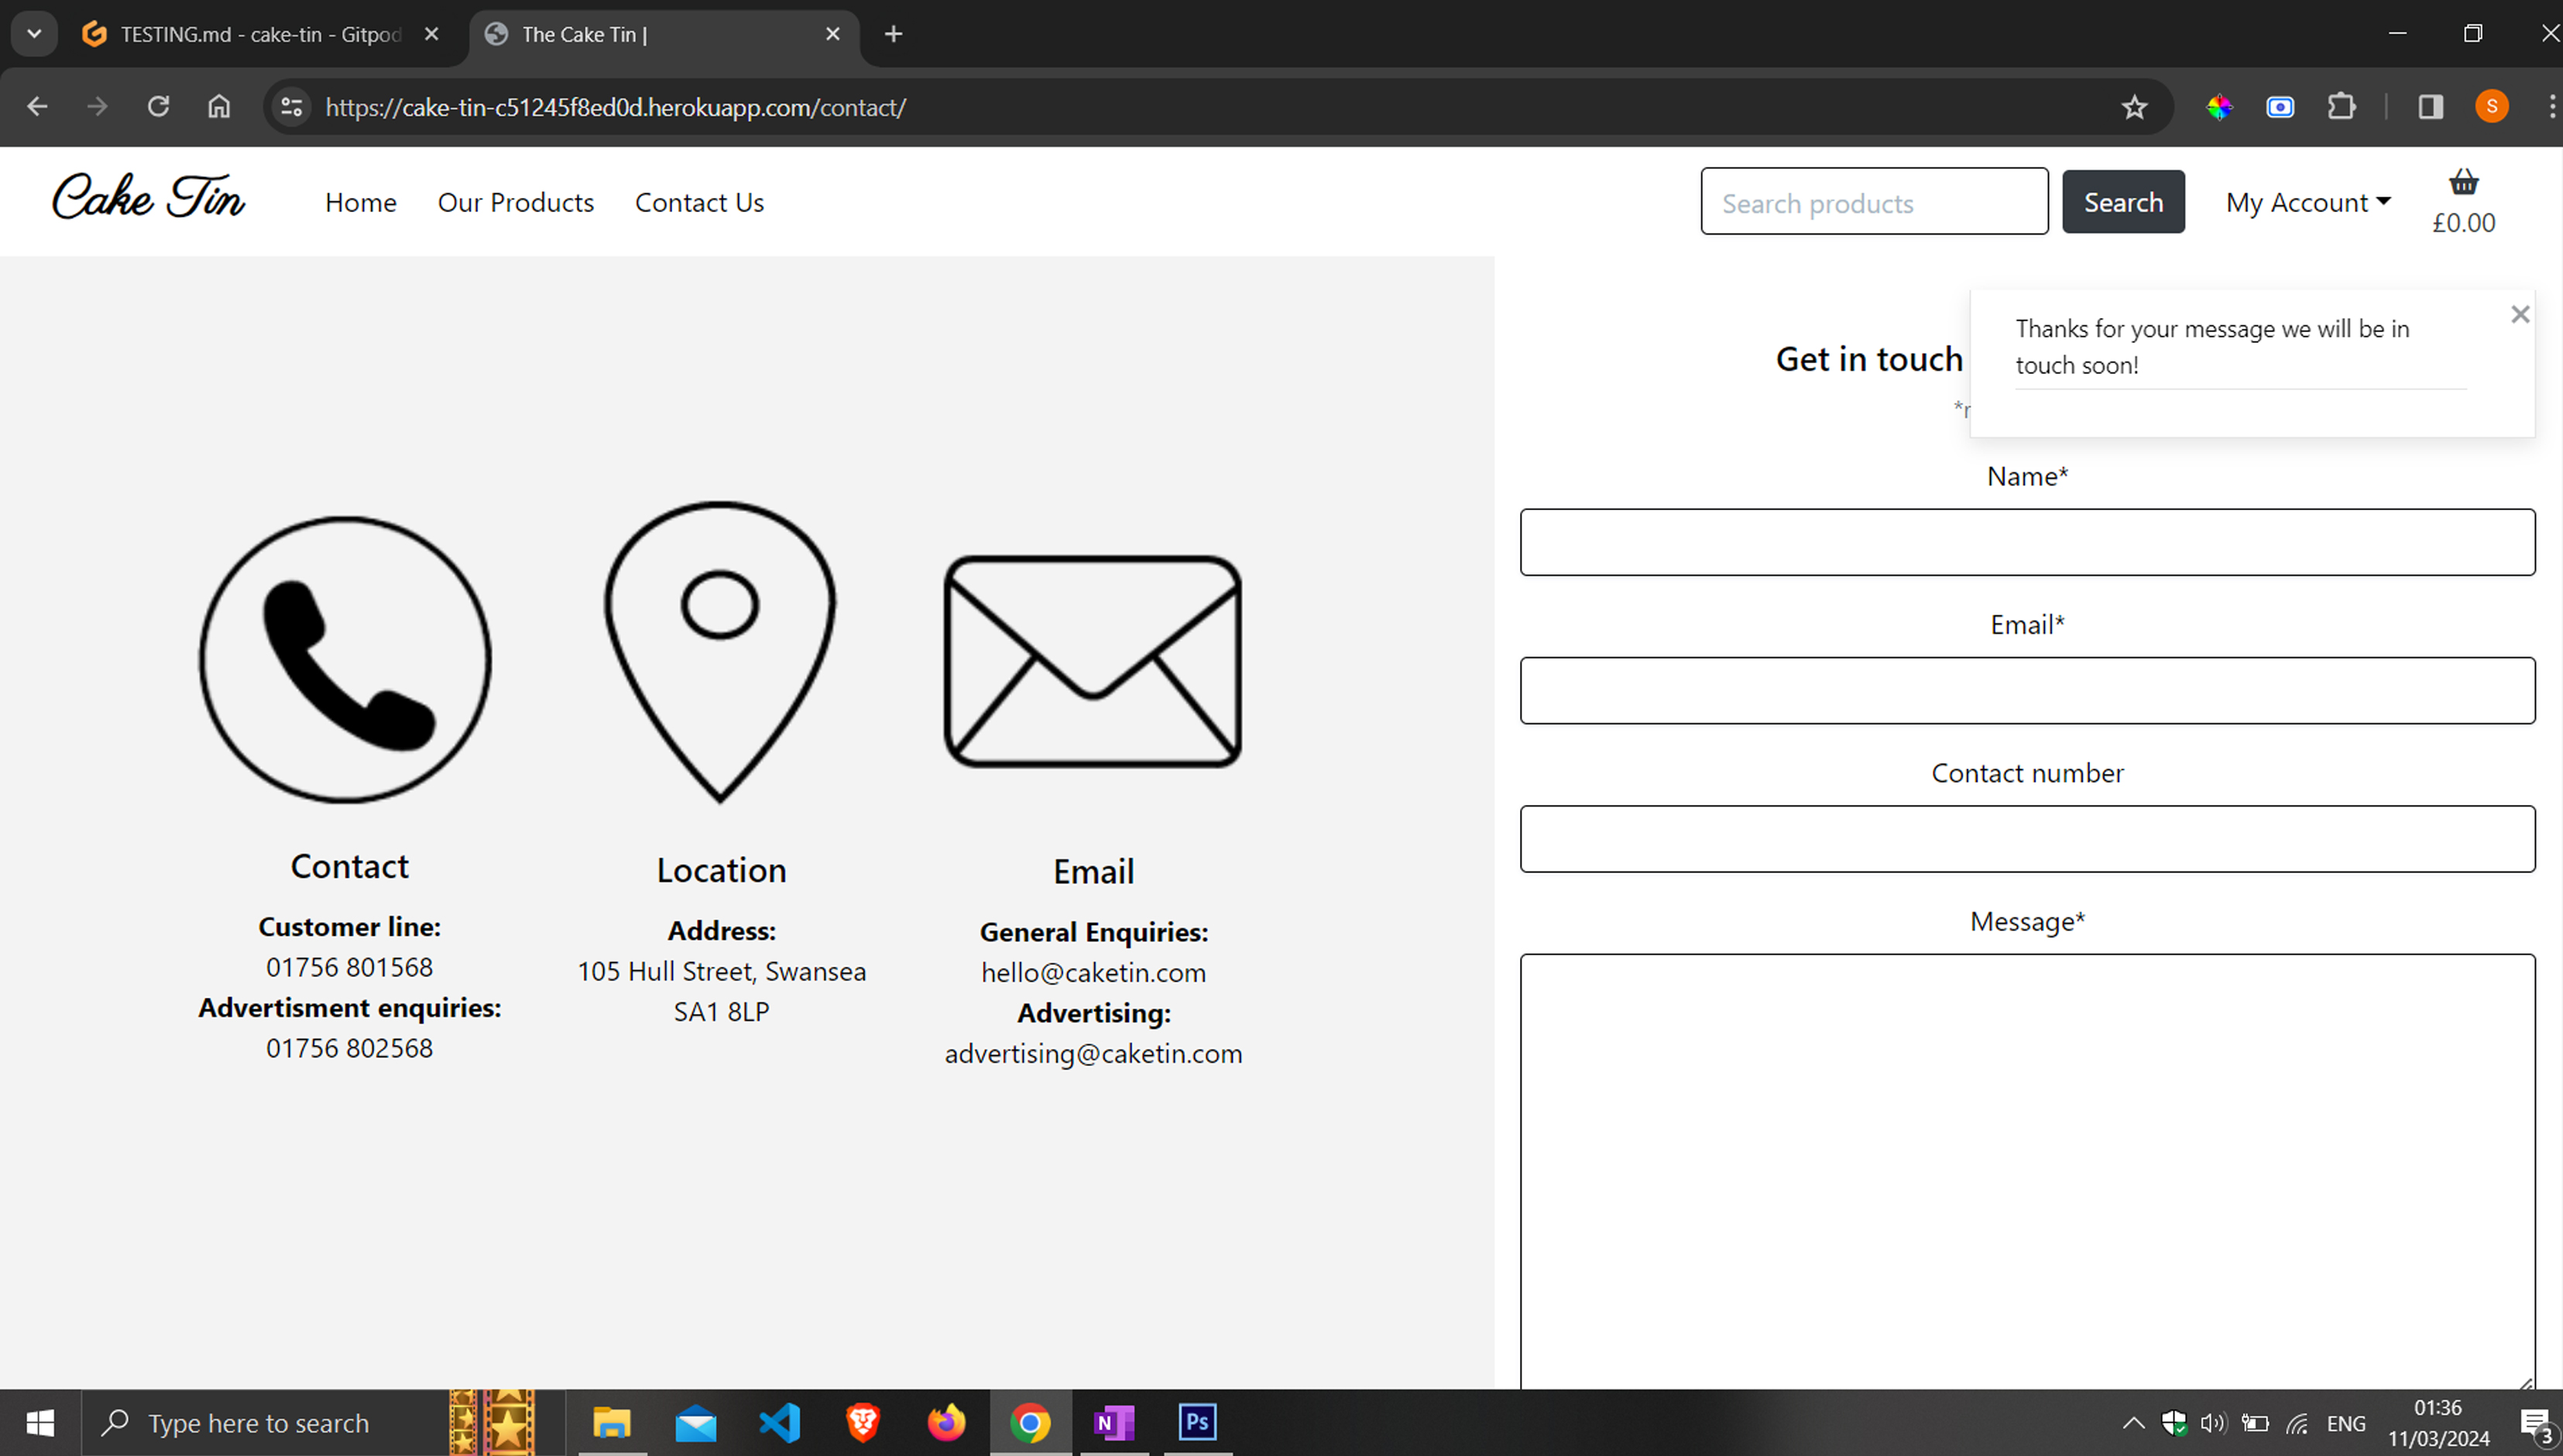 TESTING.md - cake-tin - Gitpod
The Cake Tin |
https://cake-tin-c51245f8ed0d.herokuapp.com/contact/
S
Cake Tin
Home
Our Products
Contact Us
Search products
Search
My Account
£0.00
Thanks for your message we will be in
touch soon!
Get in touch
*r
Name*
Email*
Contact number
Message*
Contact
Customer line:
01756 801568
Advertisment enquiries:
01756 802568
Location
Address:
105 Hull Street, Swansea
SA1 8LP
Email
General Enquiries:
hello@caketin.com
Advertising:
advertising@caketin.com
Type here to search
N
Ps
ENG
01:36
11/03/2024
3